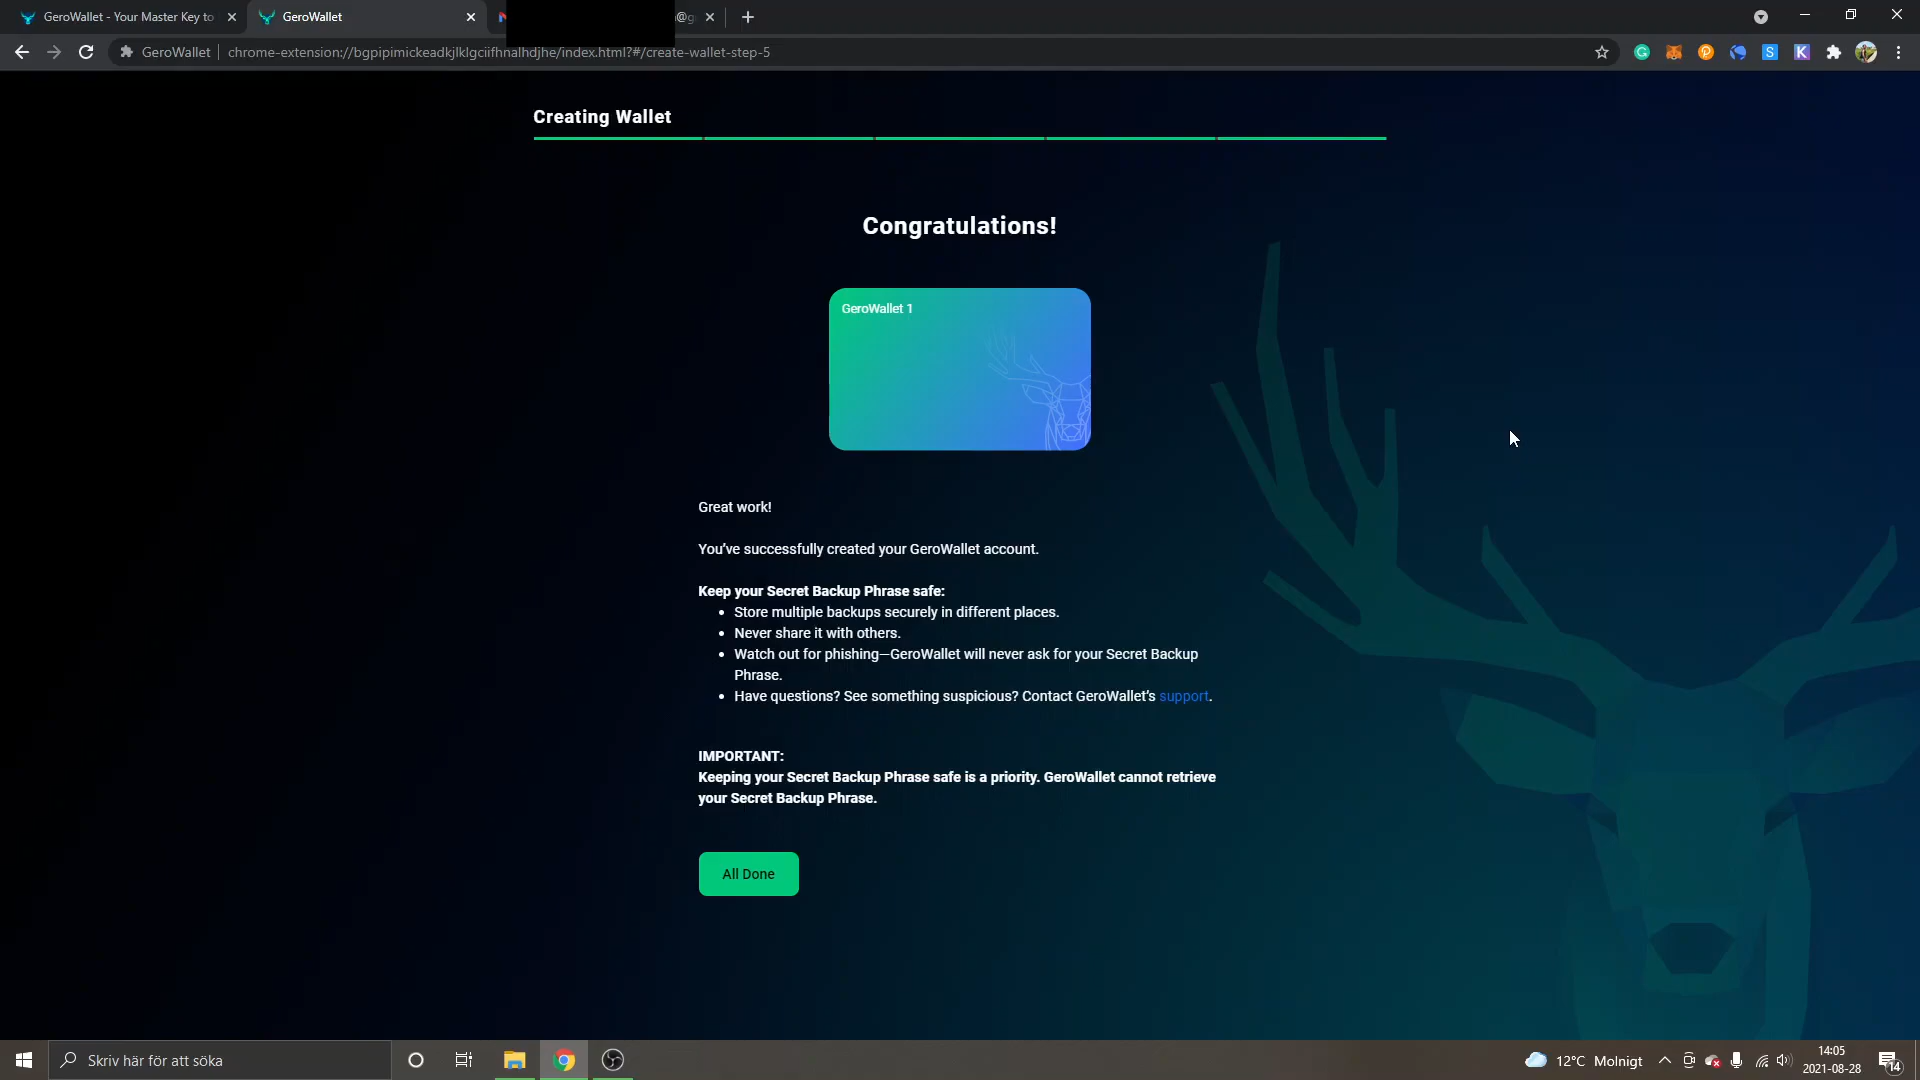 GeroWallet - Your Master Key to
GeroWallet
@g
GeroWallet
chrome-extension://bgpipimickeadkjlklgciifhnalhdjhe/index.html?#/create-wallet-step-5
Creating Wallet
Congratulations!
GeroWallet 1
Great work!
You've successfully created your GeroWallet account.
Keep your Secret Backup Phrase safe:
• Store multiple backups securely in different places.
• Never share it with others.
• Watch out for phishing—GeroWallet will never ask for your Secret Backup
Phrase.
• Have questions? See something suspicious? Contact GeroWallet's support.
IMPORTANT:
Keeping your Secret Backup Phrase safe is a priority. GeroWallet cannot retrieve
your Secret Backup Phrase.
All Done
Skriv här för att söka
12°C Molnigt
14:05
2021-08-28
14